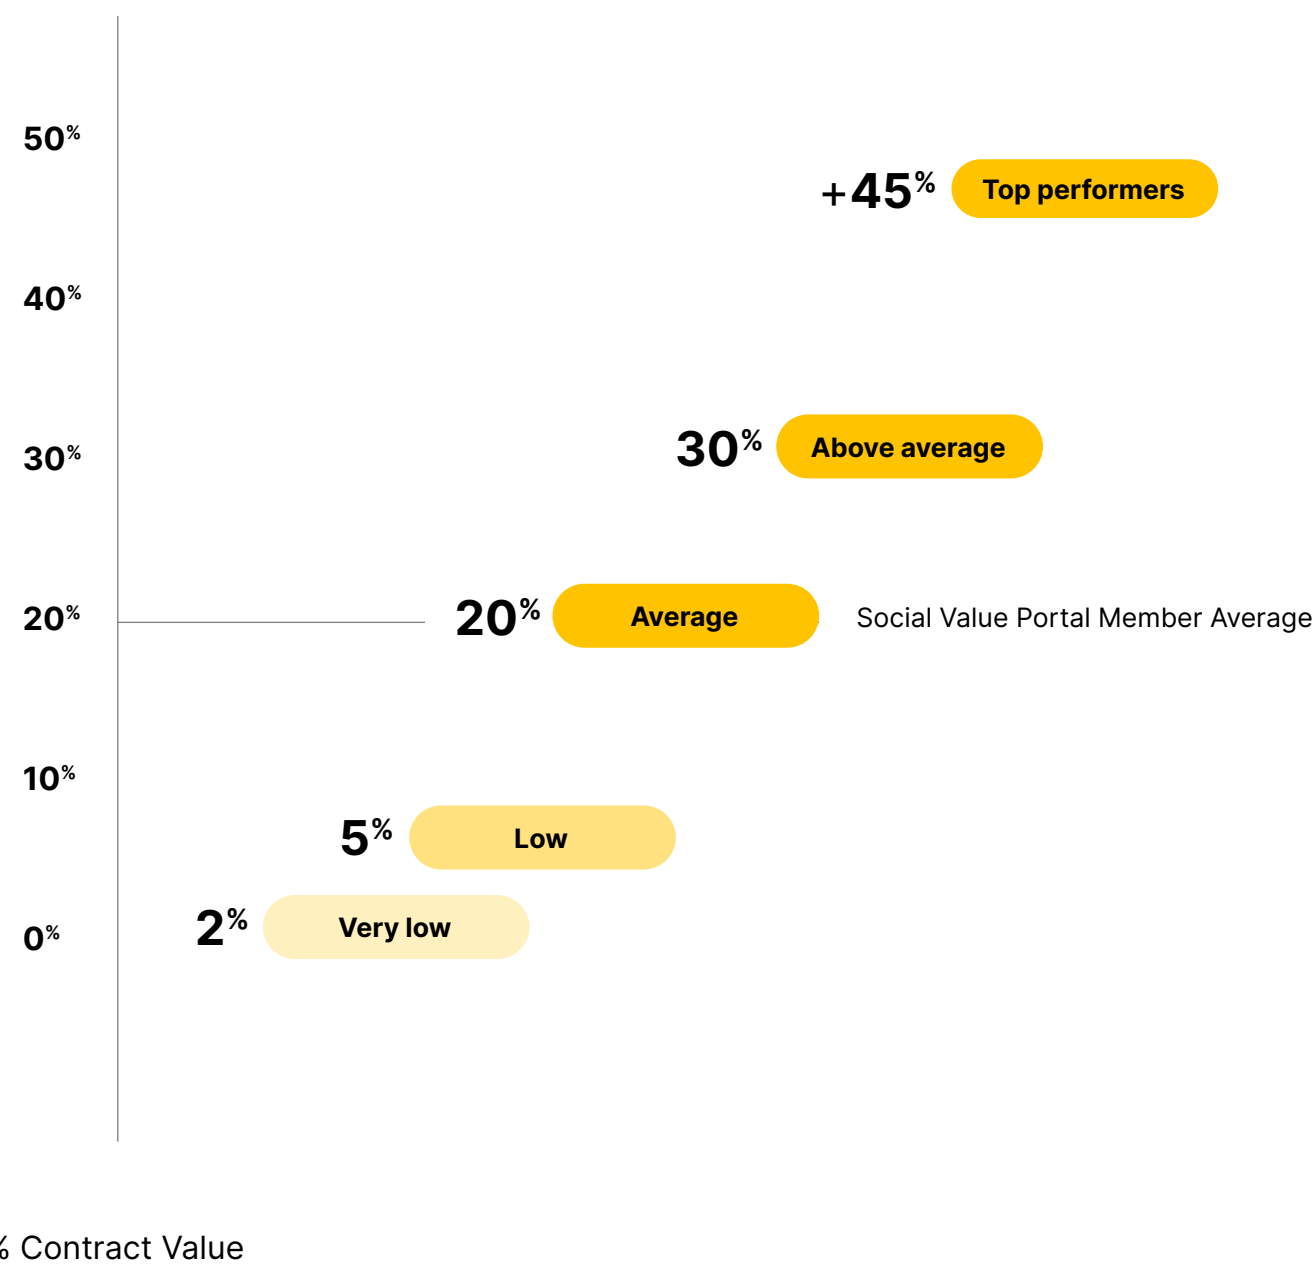 50%
+45% Top performers
40%
30%
30% Above average
20%
20% Average Social Value Portal Member Average
10%
5% Low
2% Very low
0%
% Contract Value